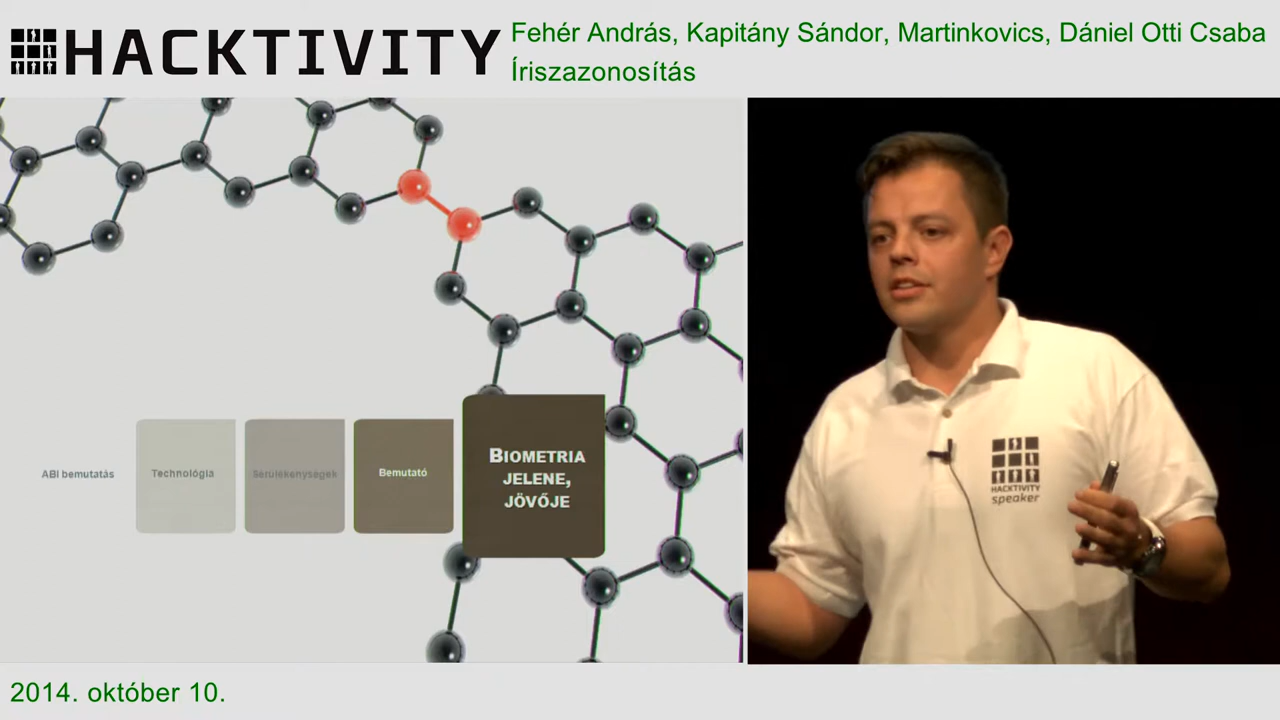 HACKTIVITY
Fehér András, Kapitány Sándor, Martinkovics, Dániel Otti Csaba
Íriszazonosítás
ABI bemutatás
Technológia
Sérülékenységek
Bemutató
BIOMETRIA
JELENE,
JÖVŐJE
HACKTIVITY
speaker
2014. október 10.